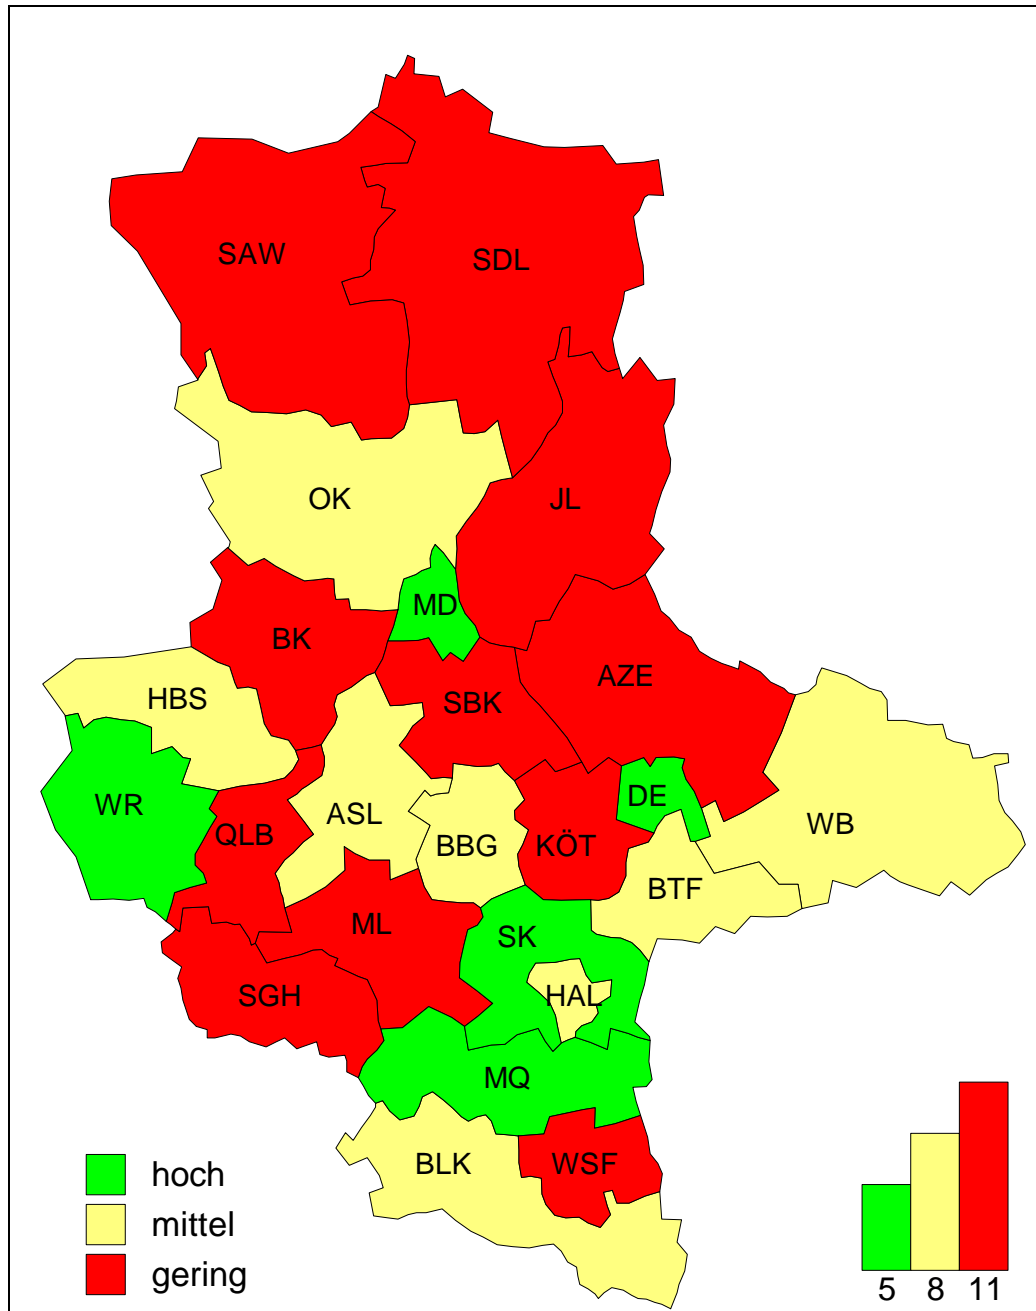 SAW
SDL
OK
JL
MD
BK
AZE
HBS
SBK
WR
DE
ASL
WB
QLB
BBG
KÖT
BTF
ML
SK
SGH
HAL
MQ
BLK
WSF
hoch
mittel
gering
5 8 11